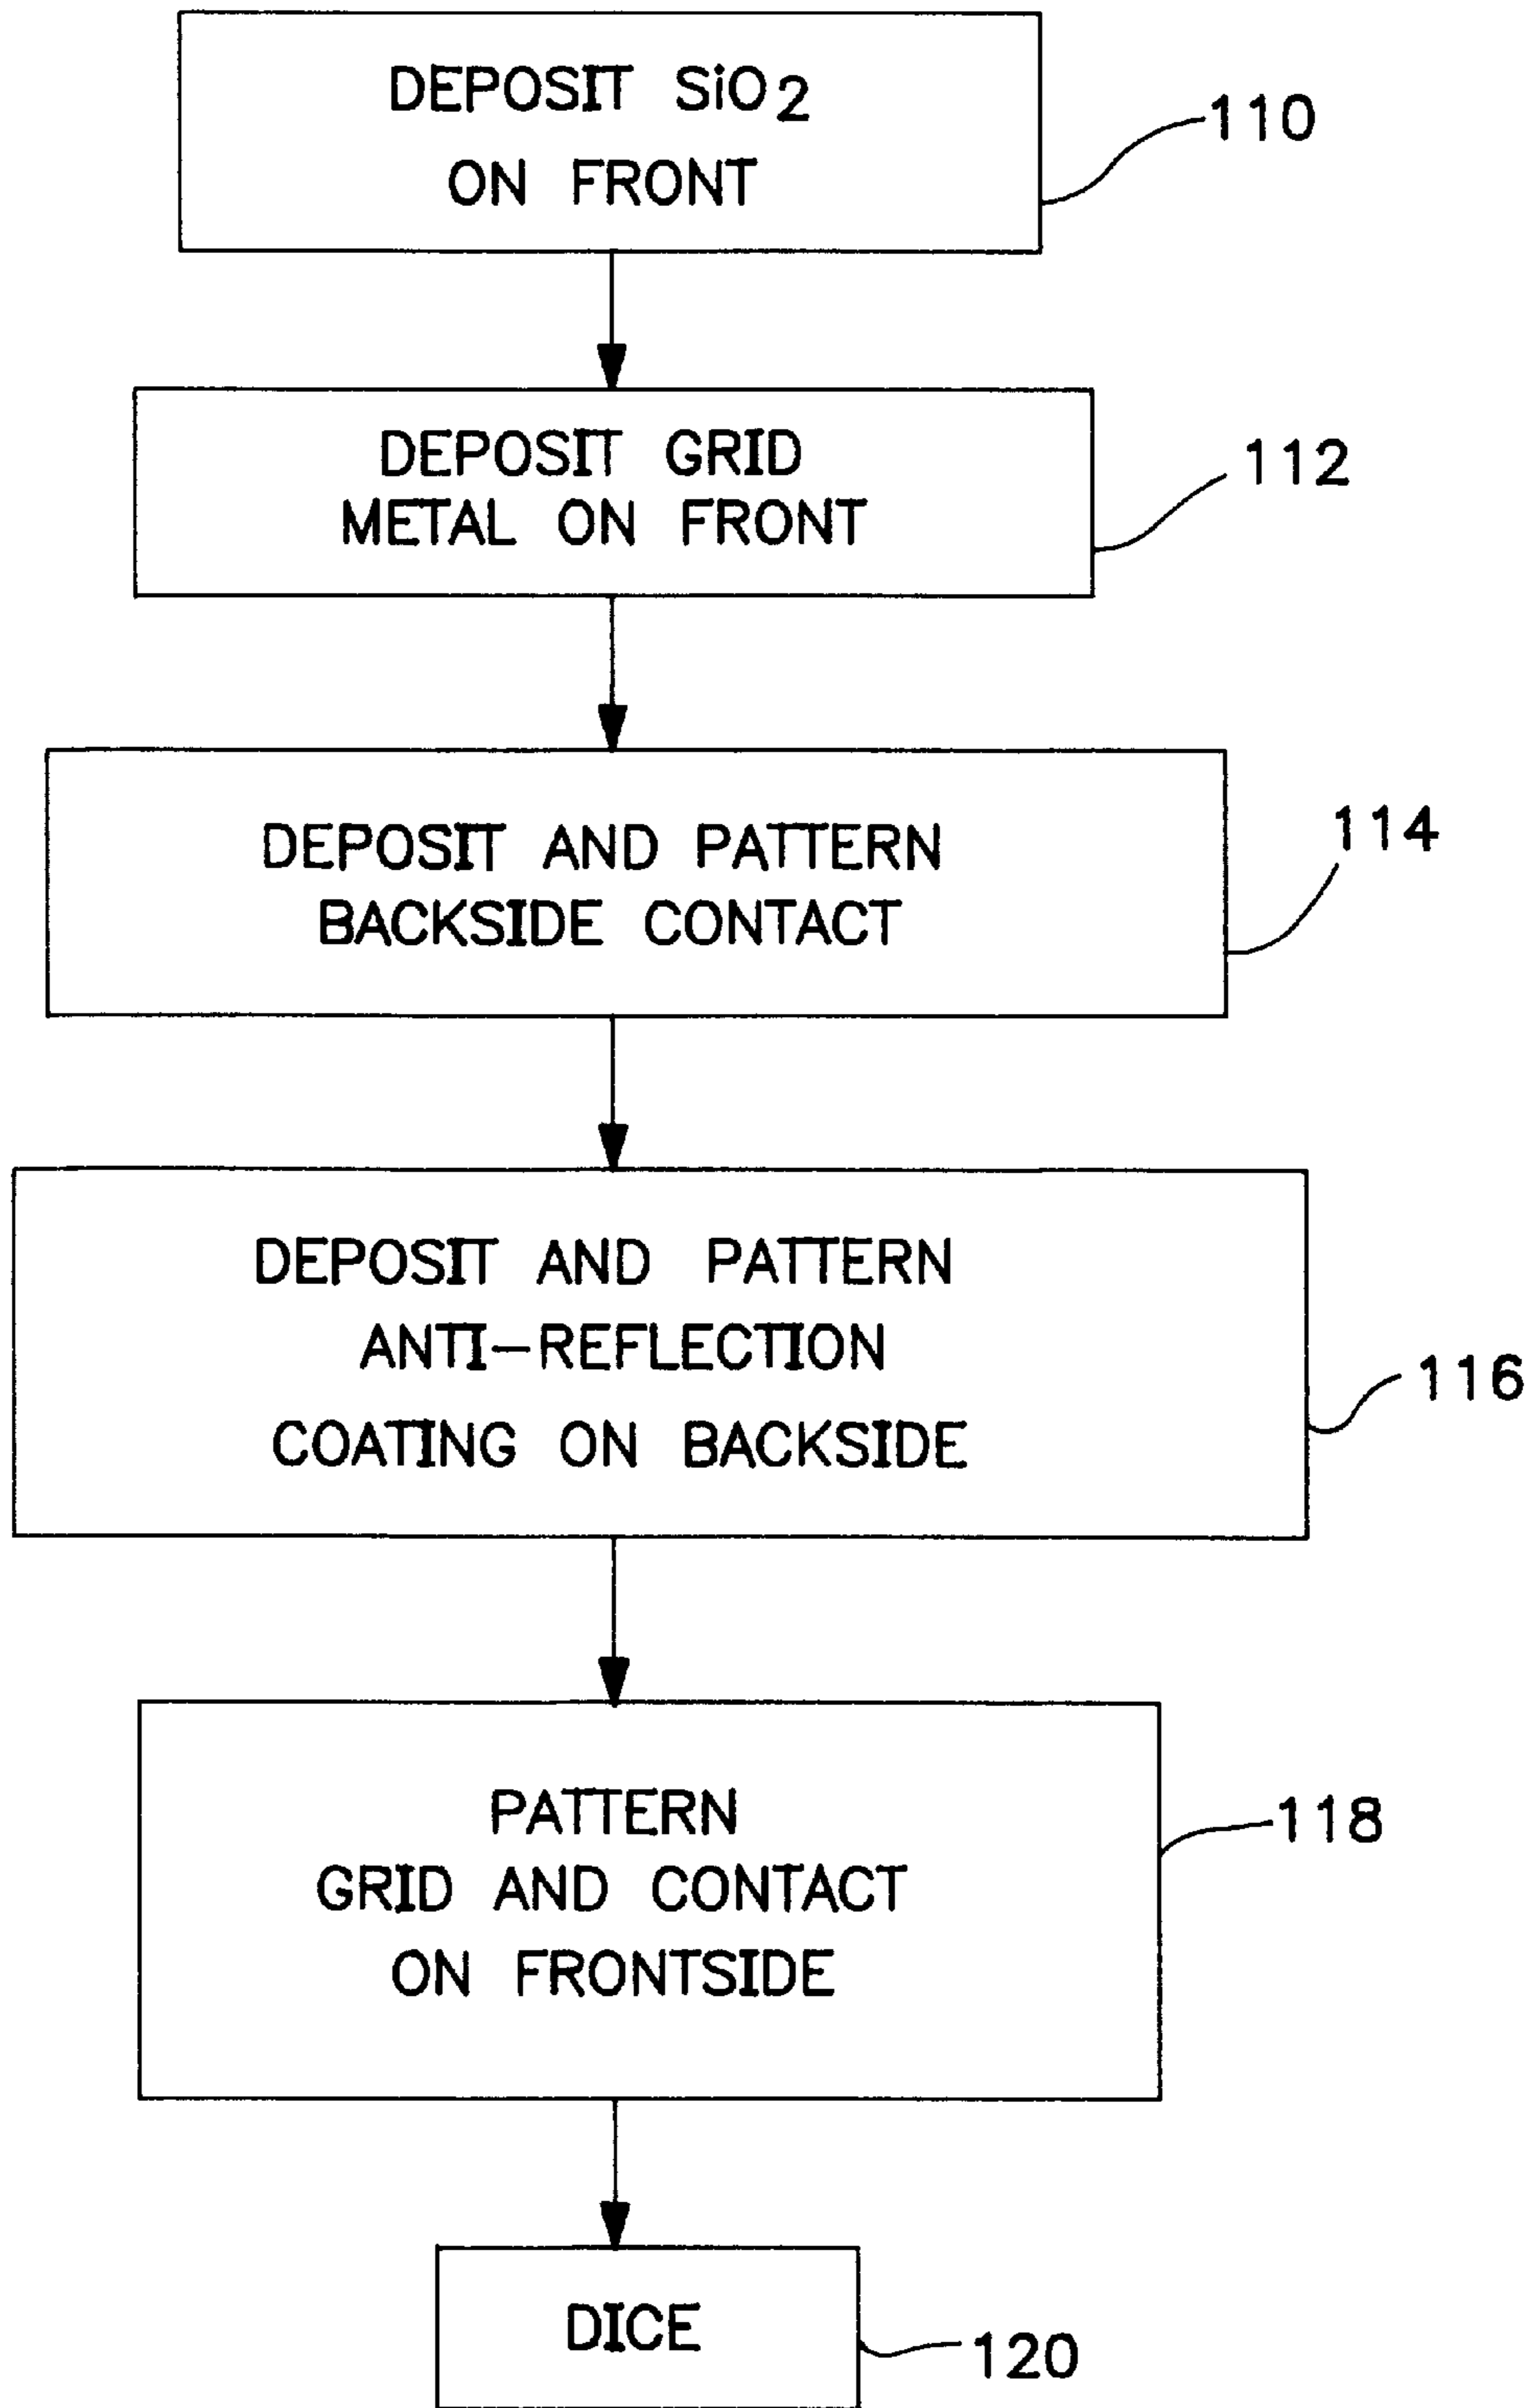 DEPOSIT SiO2
ON FRONT
110
DEPOSIT GRID
METAL ON FRONT
112
DEPOSIT AND PATTERN
BACKSIDE CONTACT
114
DEPOSIT AND PATTERN
ANTI-REFLECTION
COATING ON BACKSIDE
116
PATTERN
GRID AND CONTACT
ON FRONTSIDE
118
DICE
120